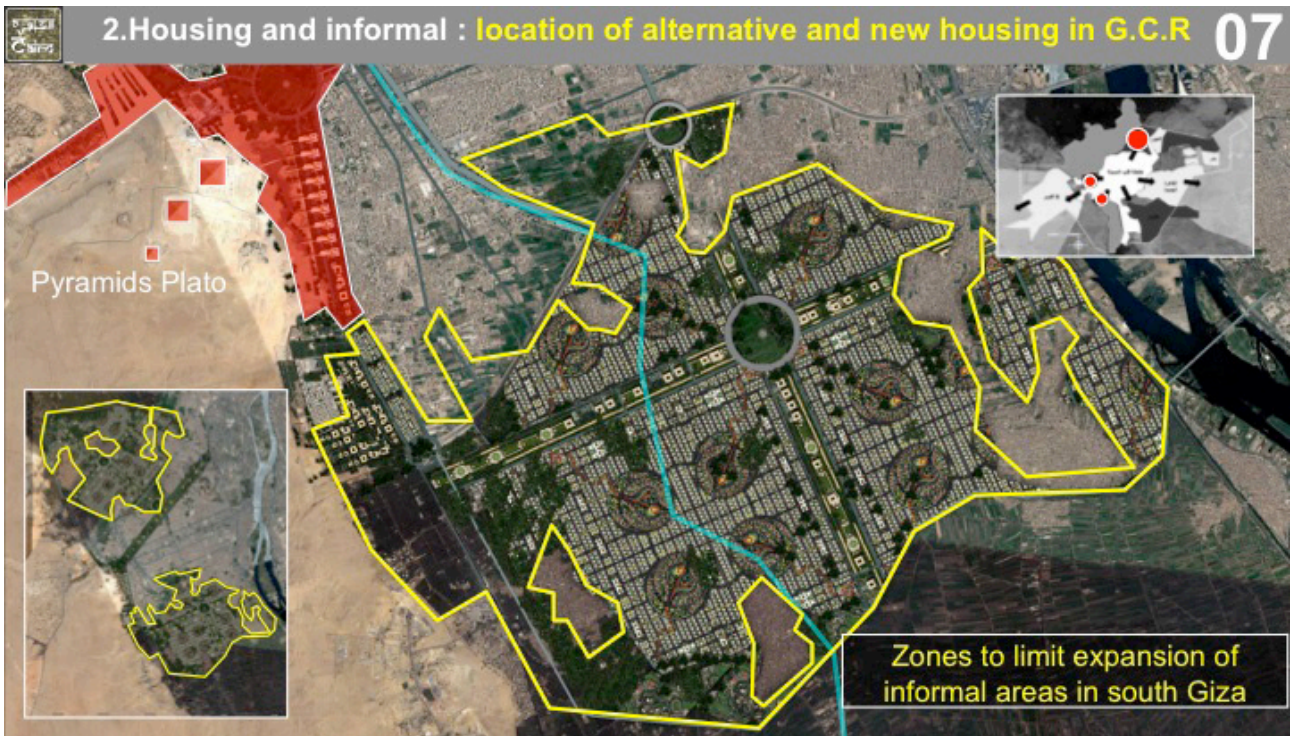 2.Housing and informal : location of alternative and new housing in G.C.R 07
Pyramids Plato
Zones to limit expansion of
informal areas in south Giza